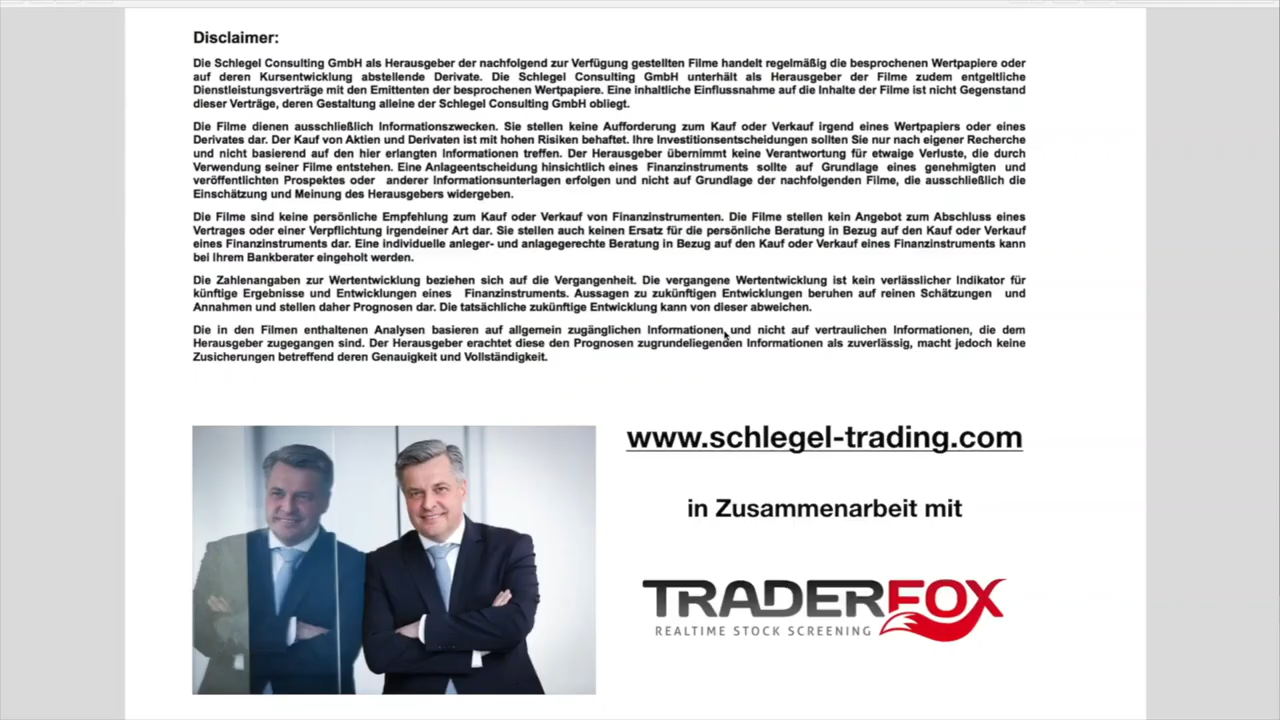 Disclaimer:
Die Schlegel Consulting GmbH als Herausgeber der nachfolgend zur Verfügung gestellten Filme handelt regelmäßig die besprochenen Wertpapiere oder
auf deren Kursentwicklung abstellende Derivate. Die Schlegel Consulting GmbH unterhält als Herausgeber der Filme zudem entgeltliche
Dienstleistungsverträge mit den Emittenten der besprochenen Wertpapiere. Eine inhaltliche Einflussnahme auf die Inhalte der Filme ist nicht Gegenstand
dieser Verträge, deren Gestaltung alleine der Schlegel Consulting GmbH obliegt.
Die Filme dienen ausschließlich Informationszwecken. Sie stellen keine Aufforderung zum Kauf oder Verkauf irgend eines Wertpapiers oder eines
Derivates dar. Der Kauf von Aktien und Derivaten ist mit hohen Risiken behaftet. Ihre Investitionsentscheidungen sollten Sie nur nach eigener Recherche
und nicht basierend auf den hier erlangten Informationen treffen. Der Herausgeber übernimmt keine Verantwortung für etwaige Verluste, die durch
Verwendung seiner Filme entstehen. Eine Anlageentscheidung hinsichtlich eines Finanzinstruments sollte auf Grundlage eines genehmigten und
veröffentlichten Prospektes oder anderer Informationsunterlagen erfolgen und nicht auf Grundlage der nachfolgenden Filme, die ausschließlich die
Einschätzung und Meinung des Herausgebers widergeben.
Die Filme sind keine persönliche Empfehlung zum Kauf oder Verkauf von Finanzinstrumenten. Die Filme stellen kein Angebot zum Abschluss eines
Vertrages oder einer Verpflichtung irgendeiner Art dar. Sie stellen auch keinen Ersatz für die persönliche Beratung in Bezug auf den Kauf oder Verkauf
eines Finanzinstruments dar. Eine individuelle anleger- und anlagegerechte Beratung in Bezug auf den Kauf oder Verkauf eines Finanzinstruments kann
bei Ihrem Bankberater eingeholt werden.
Die Zahlenangaben zur Wertentwicklung beziehen sich auf die Vergangenheit. Die vergangene Wertentwicklung ist kein verlässlicher Indikator für
künftige Ergebnisse und Entwicklungen eines Finanzinstruments. Aussagen zu zukünftigen Entwicklungen beruhen auf reinen Schätzungen und
Annahmen und stellen daher Prognosen dar. Die tatsächliche zukünftige Entwicklung kann von dieser abweichen.
Die in den Filmen enthaltenen Analysen basieren auf allgemein zugänglichen Informationen und nicht auf vertraulichen Informationen, die dem
Herausgeber zugegangen sind. Der Herausgeber erachtet diese den Prognosen zugrundeliegenden Informationen als zuverlässig, macht jedoch keine
Zusicherungen betreffend deren Genauigkeit und Vollständigkeit.
www.schlegel-trading.com
in Zusammenarbeit mit
TRADERFOX
REALTIME STOCK SCREENING